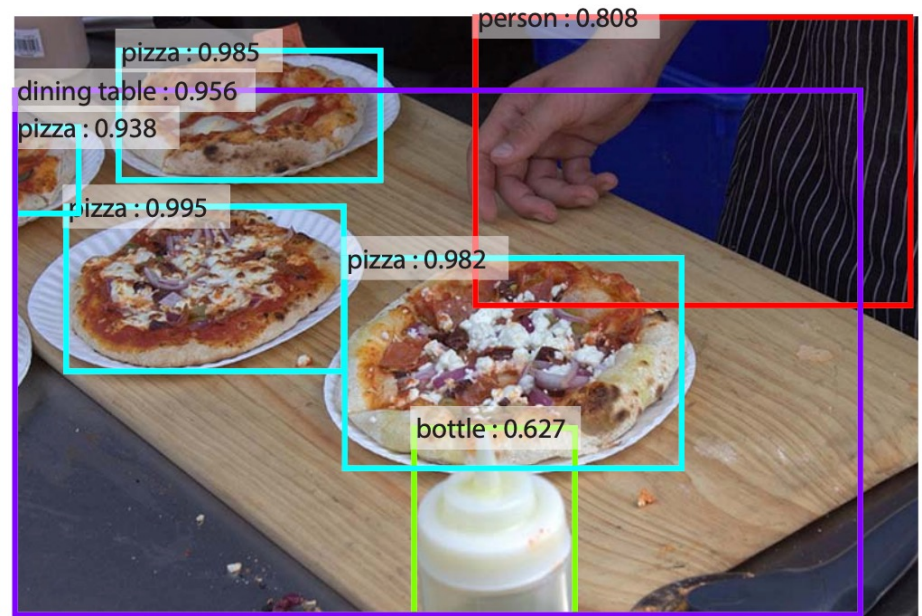 person : 0.808
pizza : 0.985
dining table : 0.956
pizza : 0.938
pizza : 0.995
pizza : 0.982
bottle : 0.627